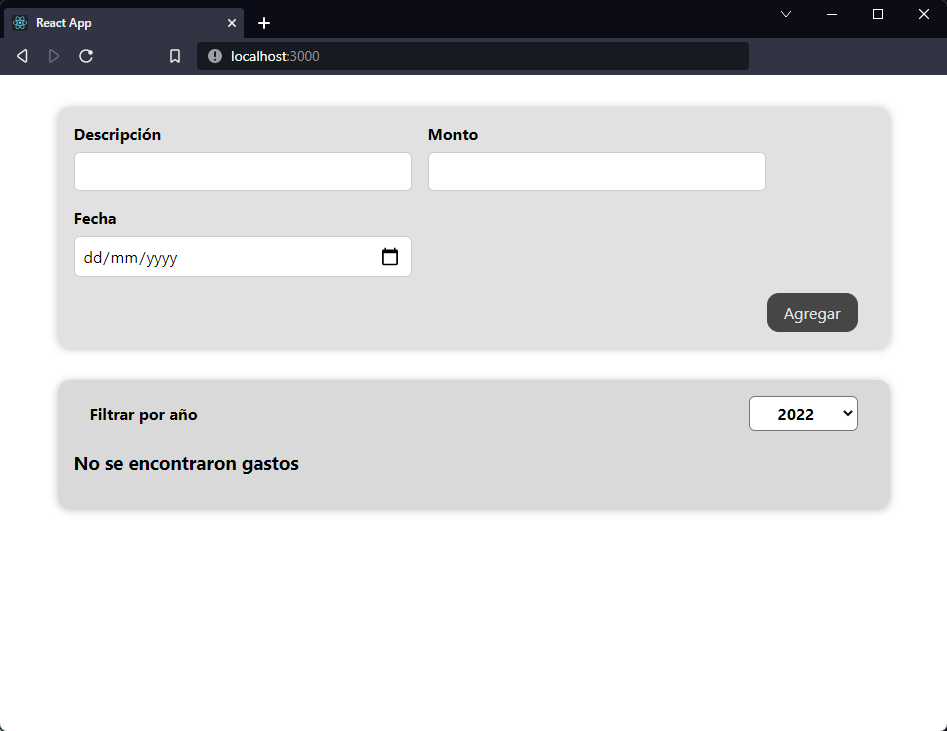 React App
localhost:3000
Descripción Monto
Fecha
dd/mm/yyyy
Agregar
Filtrar por año 2022
No se encontraron gastos